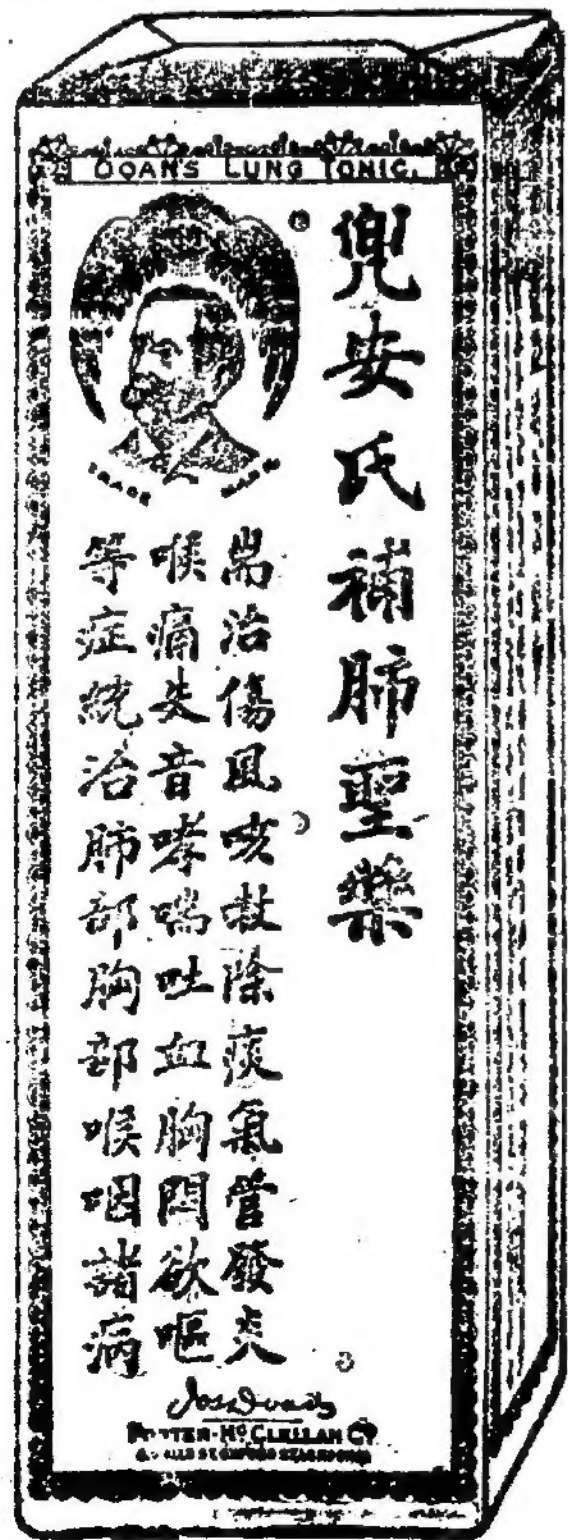 DOAN'S LUNG TONIC.
兜安氏補肺聖藥
TRADE MARK
耑治傷風咳敕除痰氣管發炎
喉痛失音哮喘吐血胸悶欲嘔
等症統治肺部胸部喉咽諸病
FOSTER-McCLELLAN Co